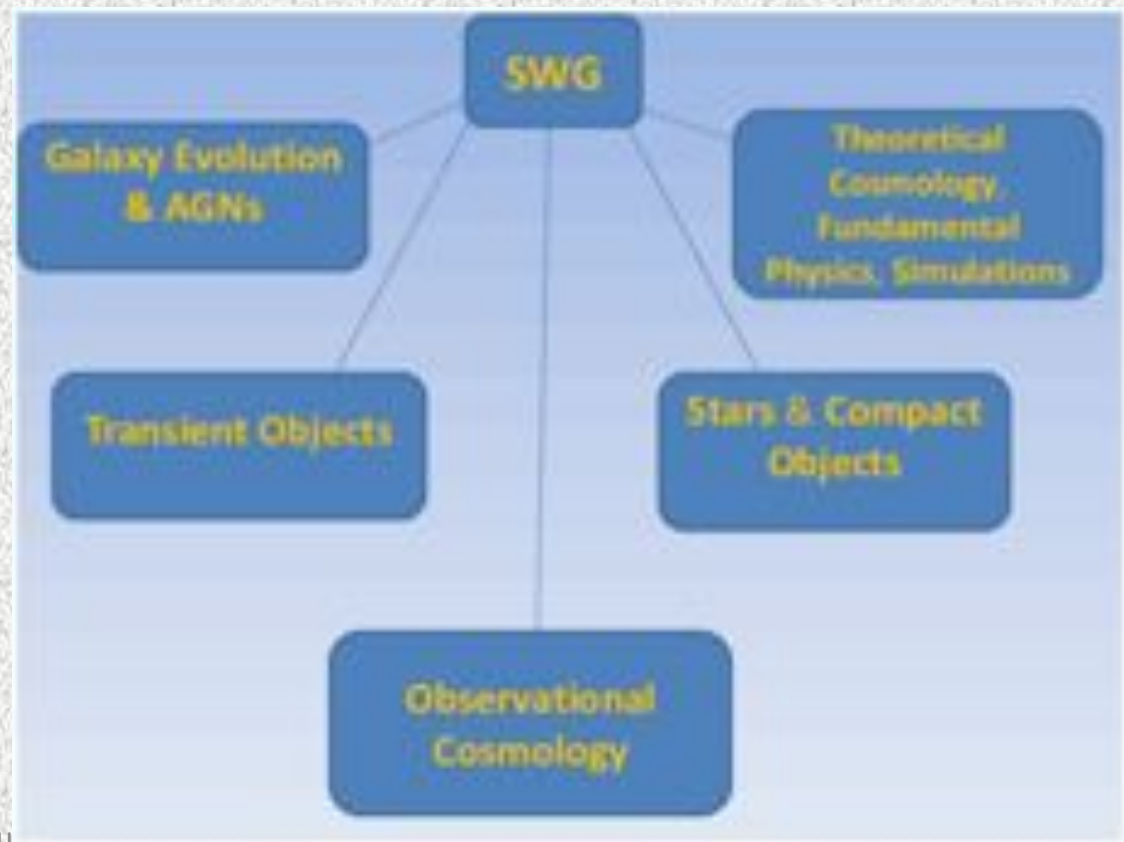 SWG
Galaxy Evolution
& AGNs
Theoretical
Cosmology,
Fundamental
Physics, Simulations
Transient Objects
Stars & Compact
Objects
Observational
Cosmology